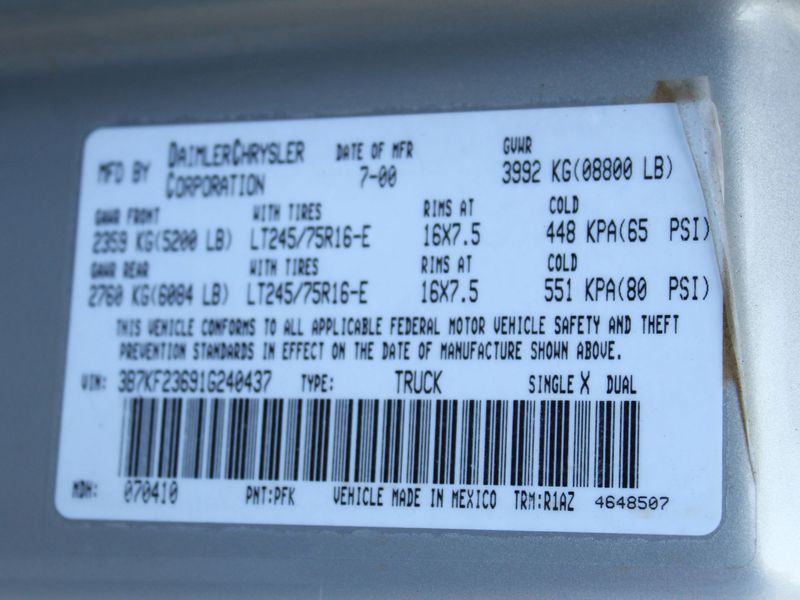 MFD BY DAIMLERCHRYSLER CORPORATION DATE OF MFR 7-00 GVWR 3992 KG(08800 LB)
GAWR FRONT WITH TIRES RIMS AT COLD
2359 KG(5200 LB) LT245/75R16-E 16X7.5 448 KPA(65 PSI)
GAWR REAR WITH TIRES RIMS AT COLD
2760 KG(6084 LB) LT245/75R16-E 16X7.5 551 KPA(80 PSI)
THIS VEHICLE CONFORMS TO ALL APPLICABLE FEDERAL MOTOR VEHICLE SAFETY AND THEFT
PREVENTION STANDARDS IN EFFECT ON THE DATE OF MANUFACTURE SHOWN ABOVE.
VIN: 3B7KF23691G240437 TYPE: TRUCK SINGLE X DUAL
MDH: 070410 PNT:PFK VEHICLE MADE IN MEXICO TRM:R1AZ 4648507